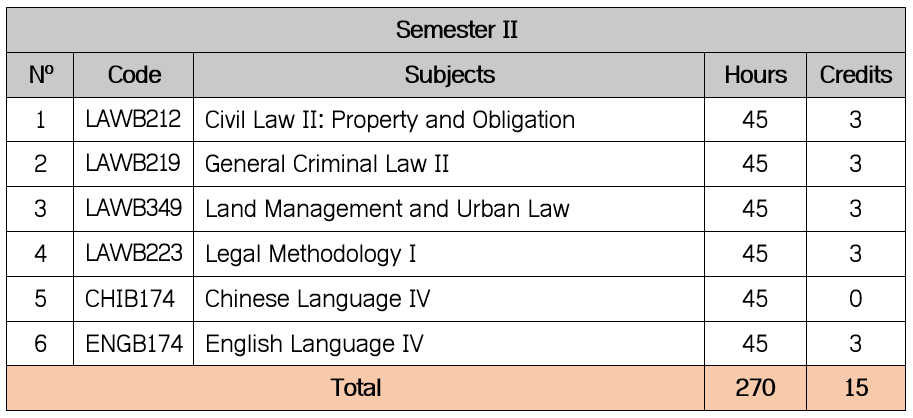 Semester II
Nº Code Subjects Hours Credits
1 LAWB212 Civil Law II: Property and Obligation 45 3
2 LAWB219 General Criminal Law II 45 3
3 LAWB349 Land Management and Urban Law 45 3
4 LAWB223 Legal Methodology I 45 3
5 CHIB174 Chinese Language IV 45 0
6 ENGB174 English Language IV 45 3
Total 270 15